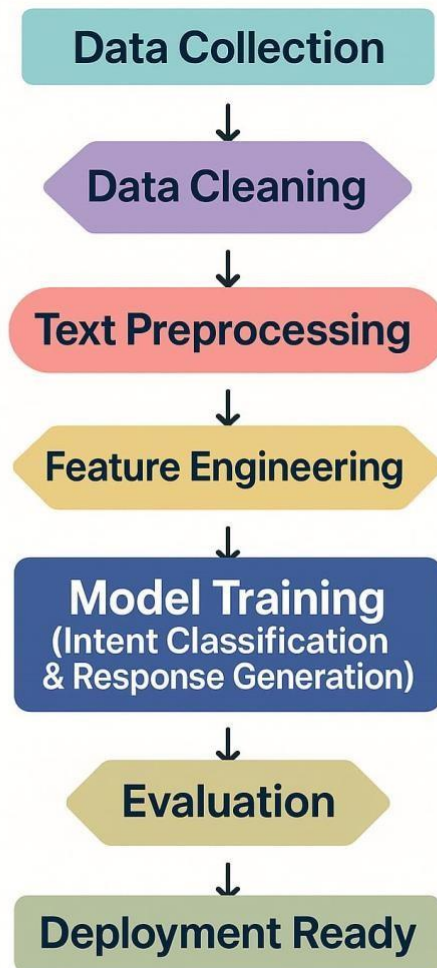 Data Collection
Data Cleaning
Text Preprocessing
Feature Engineering
Model Training
(Intent Classification
& Response Generation)
Evaluation
Deployment Ready